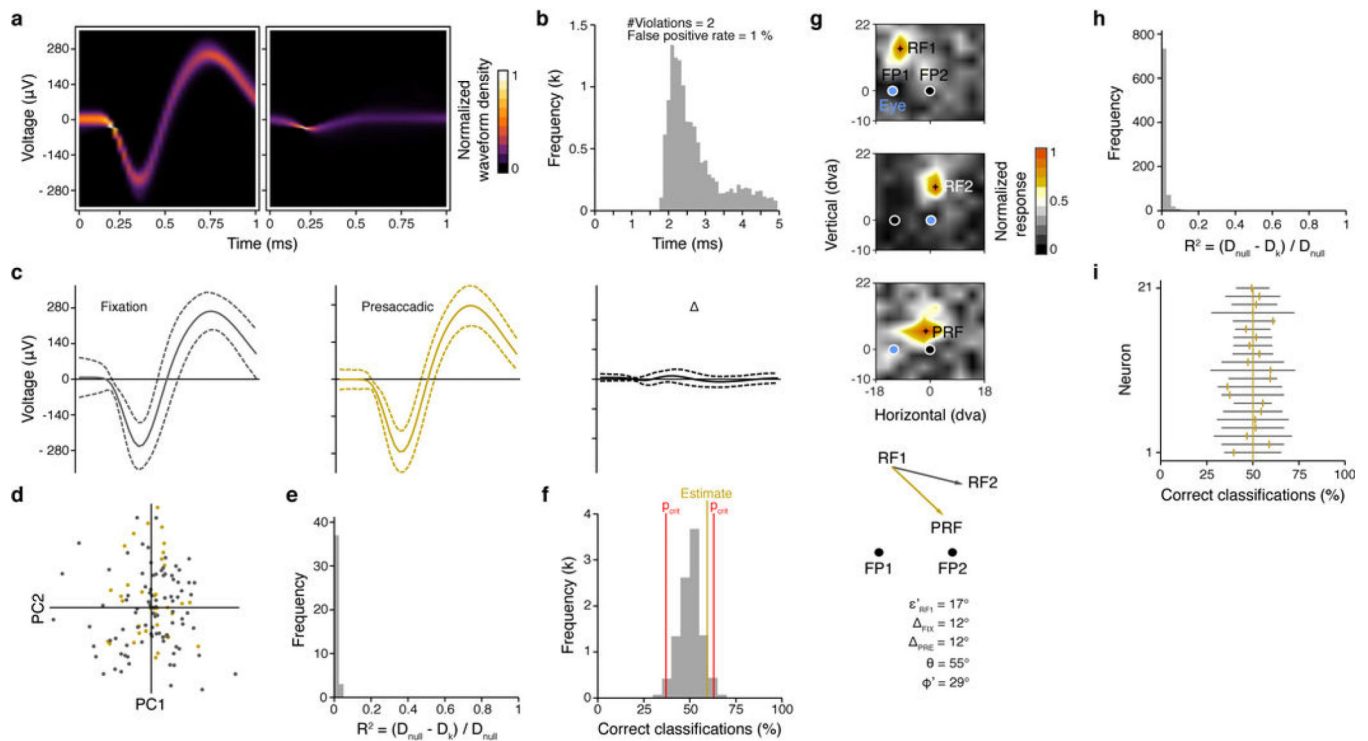 a
Voltage (µV)
280
140
0
-140
-280
0
0.25
0.5
0.75
1
0
0.25
0.5
0.75
1
Time (ms)
Normalized
waveform density
1
0
b
#Violations = 2
False positive rate = 1 %
Frequency (k)
1.5
1
0.5
0
0
1
2
3
4
5
Time (ms)
c
Fixation
Presaccadic
Δ
Voltage (µV)
280
140
0
-140
-280
d
PC2
PC1
e
Frequency
40
30
20
10
0
0
0.2
0.4
0.6
0.8
1
R² = (D_null - D_k) / D_null
f
Estimate
p_crit
p_crit
Frequency (k)
4
3
2
1
0
0
25
50
75
100
Correct classifications (%)
g
22
0
-10
RF1
FP1
FP2
Eye
22
0
-10
RF2
22
0
-10
PRF
-18
0
18
Vertical (dva)
Horizontal (dva)
Normalized
response
1
0.5
0
RF1
RF2
PRF
FP1
FP2
ε'_RF1 = 17°
Δ_FIX = 12°
Δ_PRE = 12°
θ = 55°
φ' = 29°
h
Frequency
800
600
400
200
0
0
0.2
0.4
0.6
0.8
1
R² = (D_null - D_k) / D_null
i
Neuron
21
1
0
25
50
75
100
Correct classifications (%)